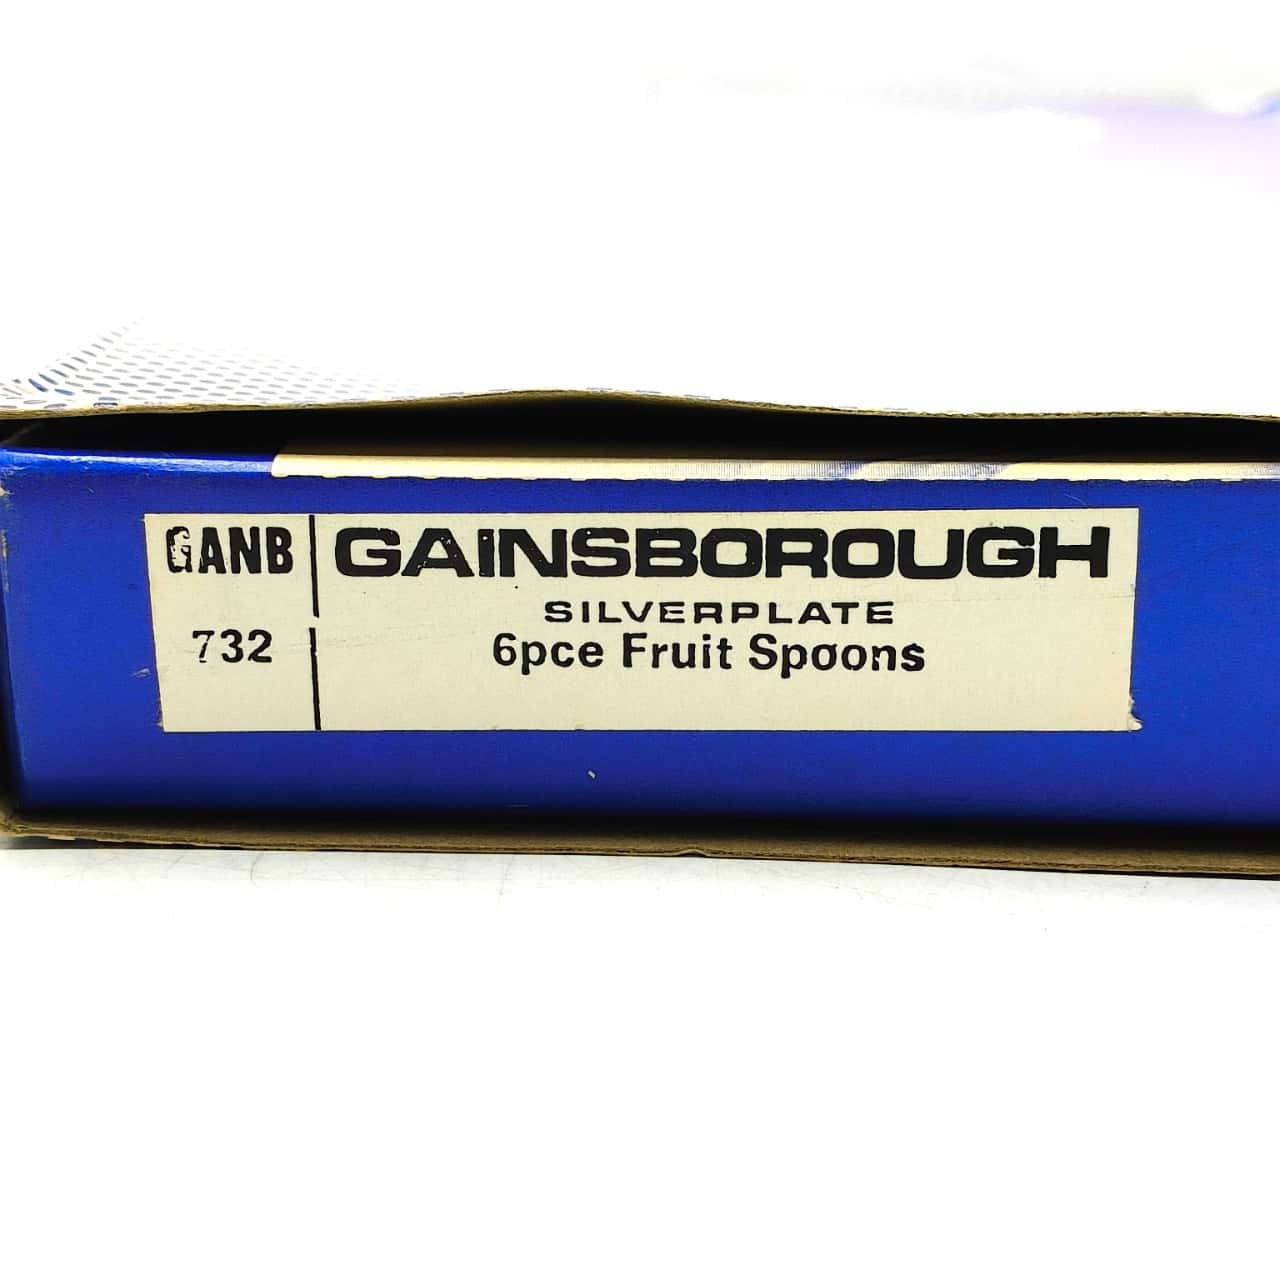 GANB
732
GAINSBOROUGH
SILVERPLATE
6pce Fruit Spoons